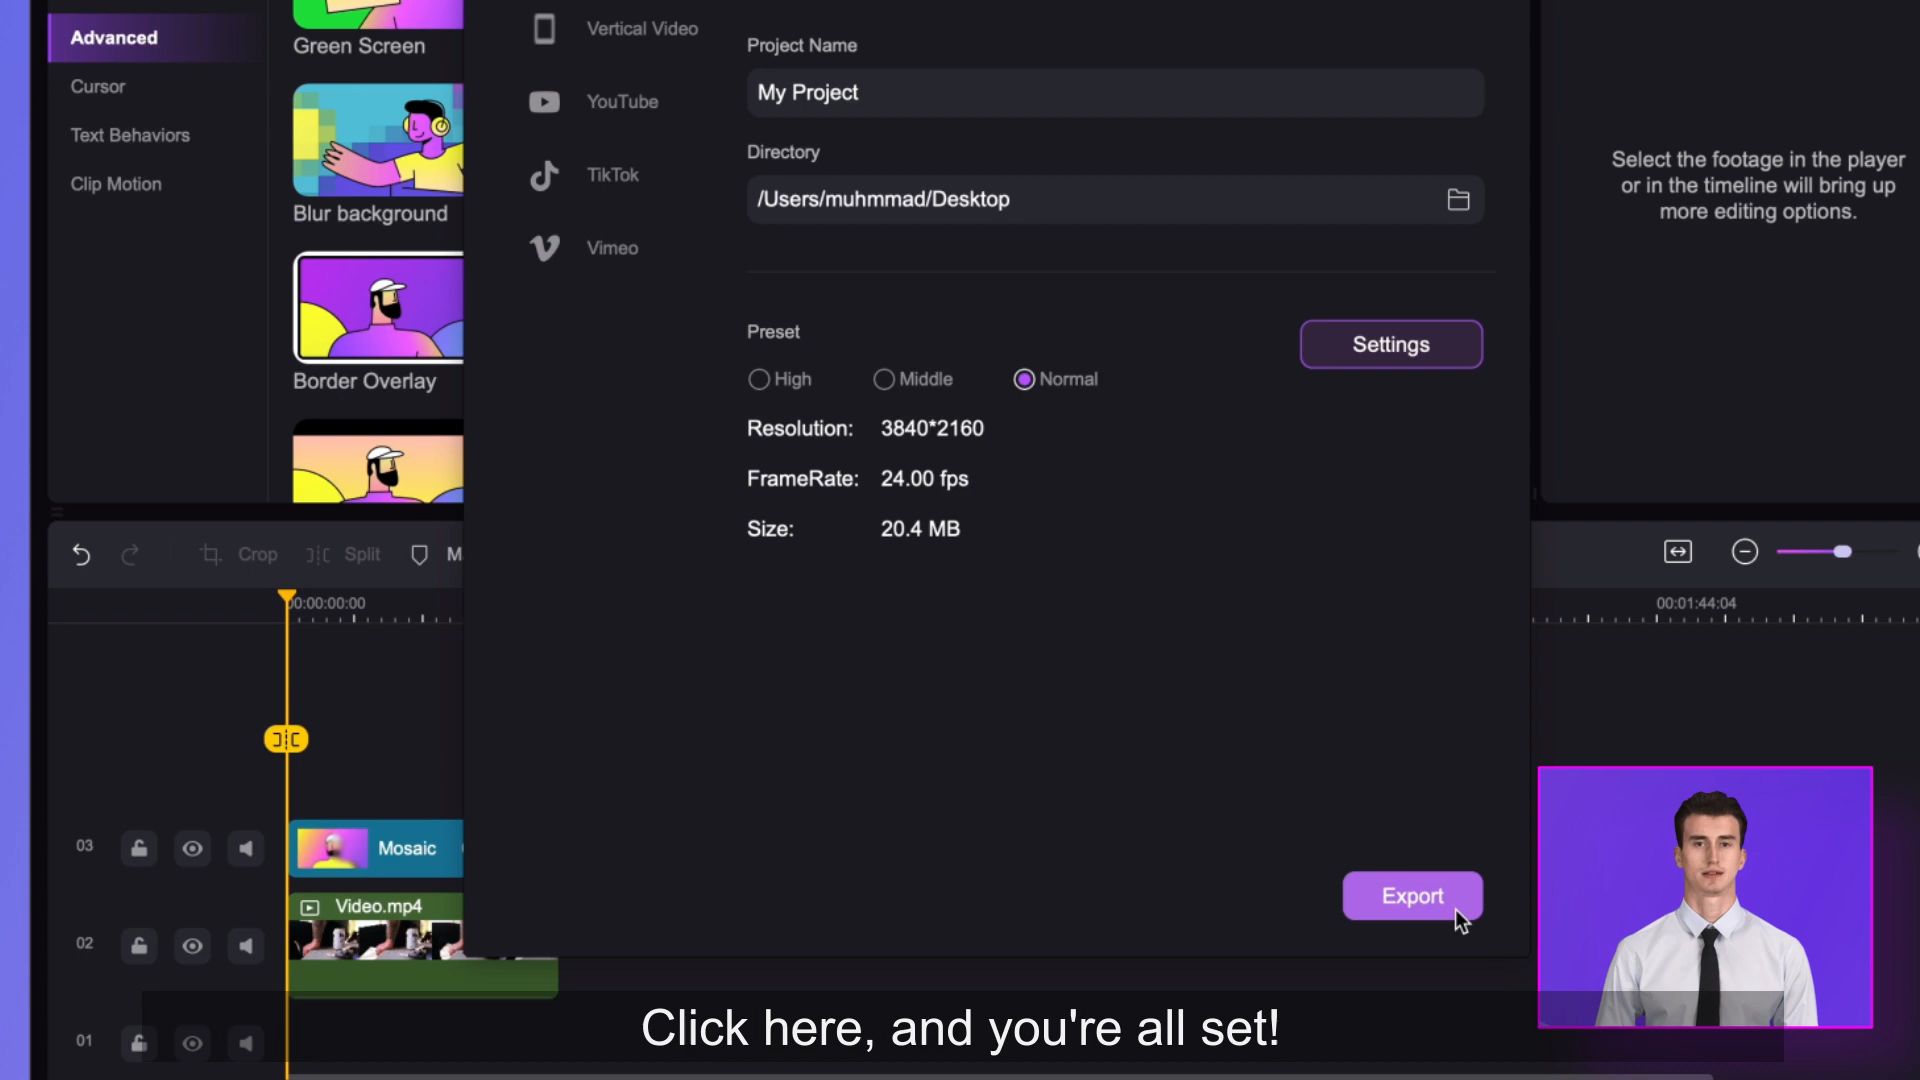 Advanced
Cursor
Text Behaviors
Clip Motion
Green Screen
Blur background
Border Overlay
Vertical Video
YouTube
TikTok
Vimeo
Project Name
My Project
Directory
/Users/muhmmad/Desktop
Preset
Settings
High Middle Normal
Resolution: 3840*2160
FrameRate: 24.00 fps
Size: 20.4 MB
Export
Select the footage in the player
or in the timeline will bring up
more editing options.
Crop Split
00:00:00:00
00:01:44:04
03
Mosaic
Video.mp4
02
01
Click here, and you're all set!